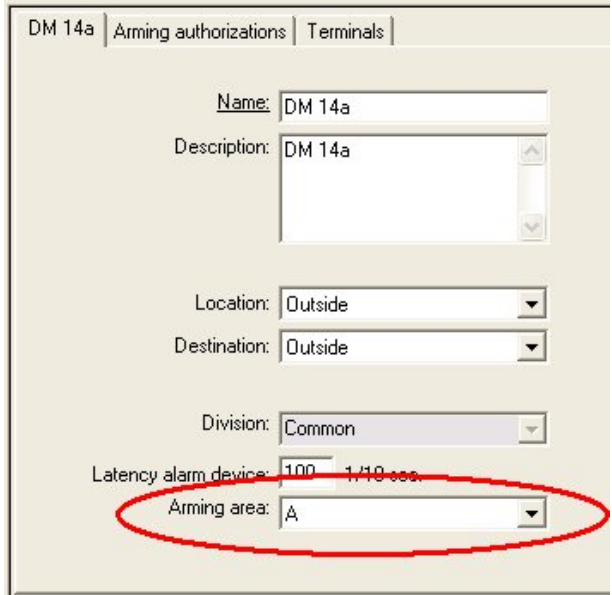 DM 14a Arming authorizations Terminals
Name: DM 14a
Description: DM 14a
Location: Outside
Destination: Outside
Division: Common
Latency alarm device: 100 1/10 sec.
Arming area: A